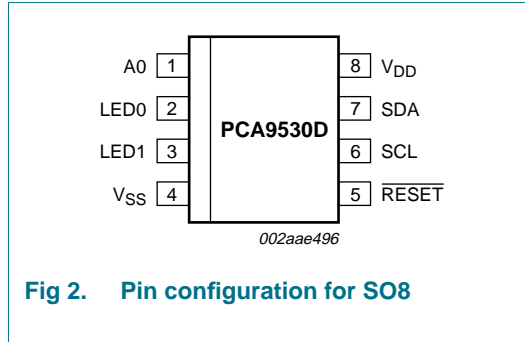 A0 1 8 VDD
LED0 2 7 SDA
PCA9530D
LED1 3 6 SCL
VSS 4 5 RESET
002aae496
Fig 2. Pin configuration for SO8